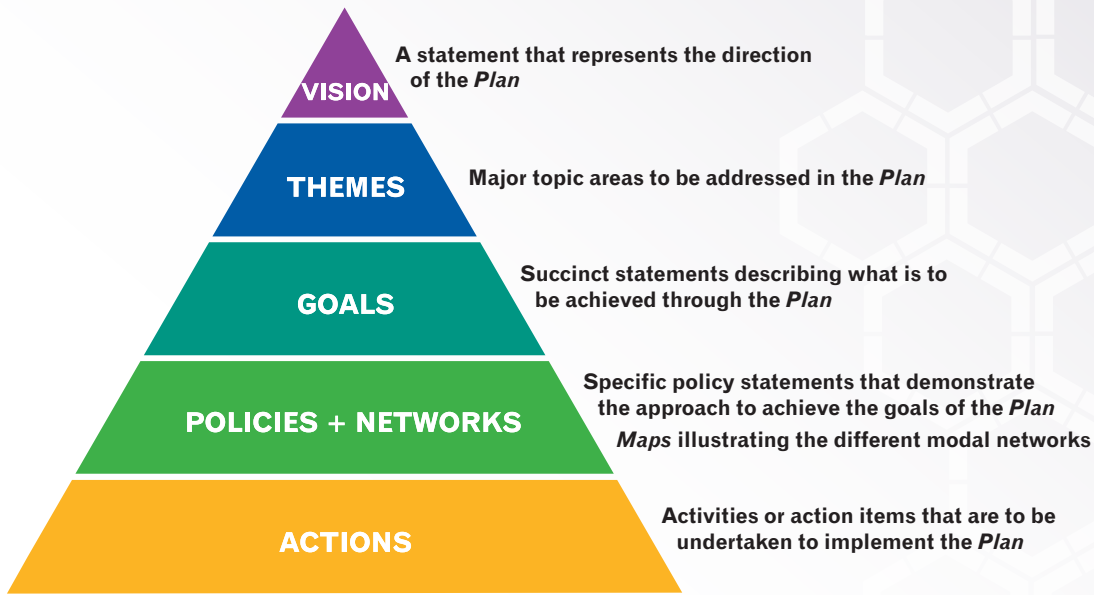 VISION
A statement that represents the direction
of the Plan
THEMES
Major topic areas to be addressed in the Plan
GOALS
Succinct statements describing what is to
be achieved through the Plan
POLICIES + NETWORKS
Specific policy statements that demonstrate
the approach to achieve the goals of the Plan
Maps illustrating the different modal networks
ACTIONS
Activities or action items that are to be
undertaken to implement the Plan